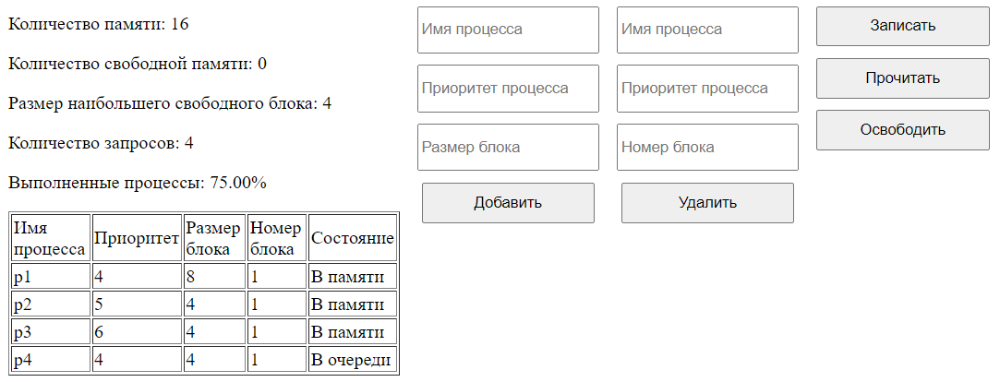 Количество памяти: 16
Количество свободной памяти: 0
Размер наибольшего свободного блока: 4
Количество запросов: 4
Выполненные процессы: 75.00%
Имя процесса Приоритет Размер блока Номер блока Состояние
p1 4 8 1 В памяти
p2 5 4 1 В памяти
p3 6 4 1 В памяти
p4 4 4 1 В очереди
Имя процесса
Приоритет процесса
Размер блока
Добавить
Имя процесса
Приоритет процесса
Номер блока
Удалить
Записать
Прочитать
Освободить